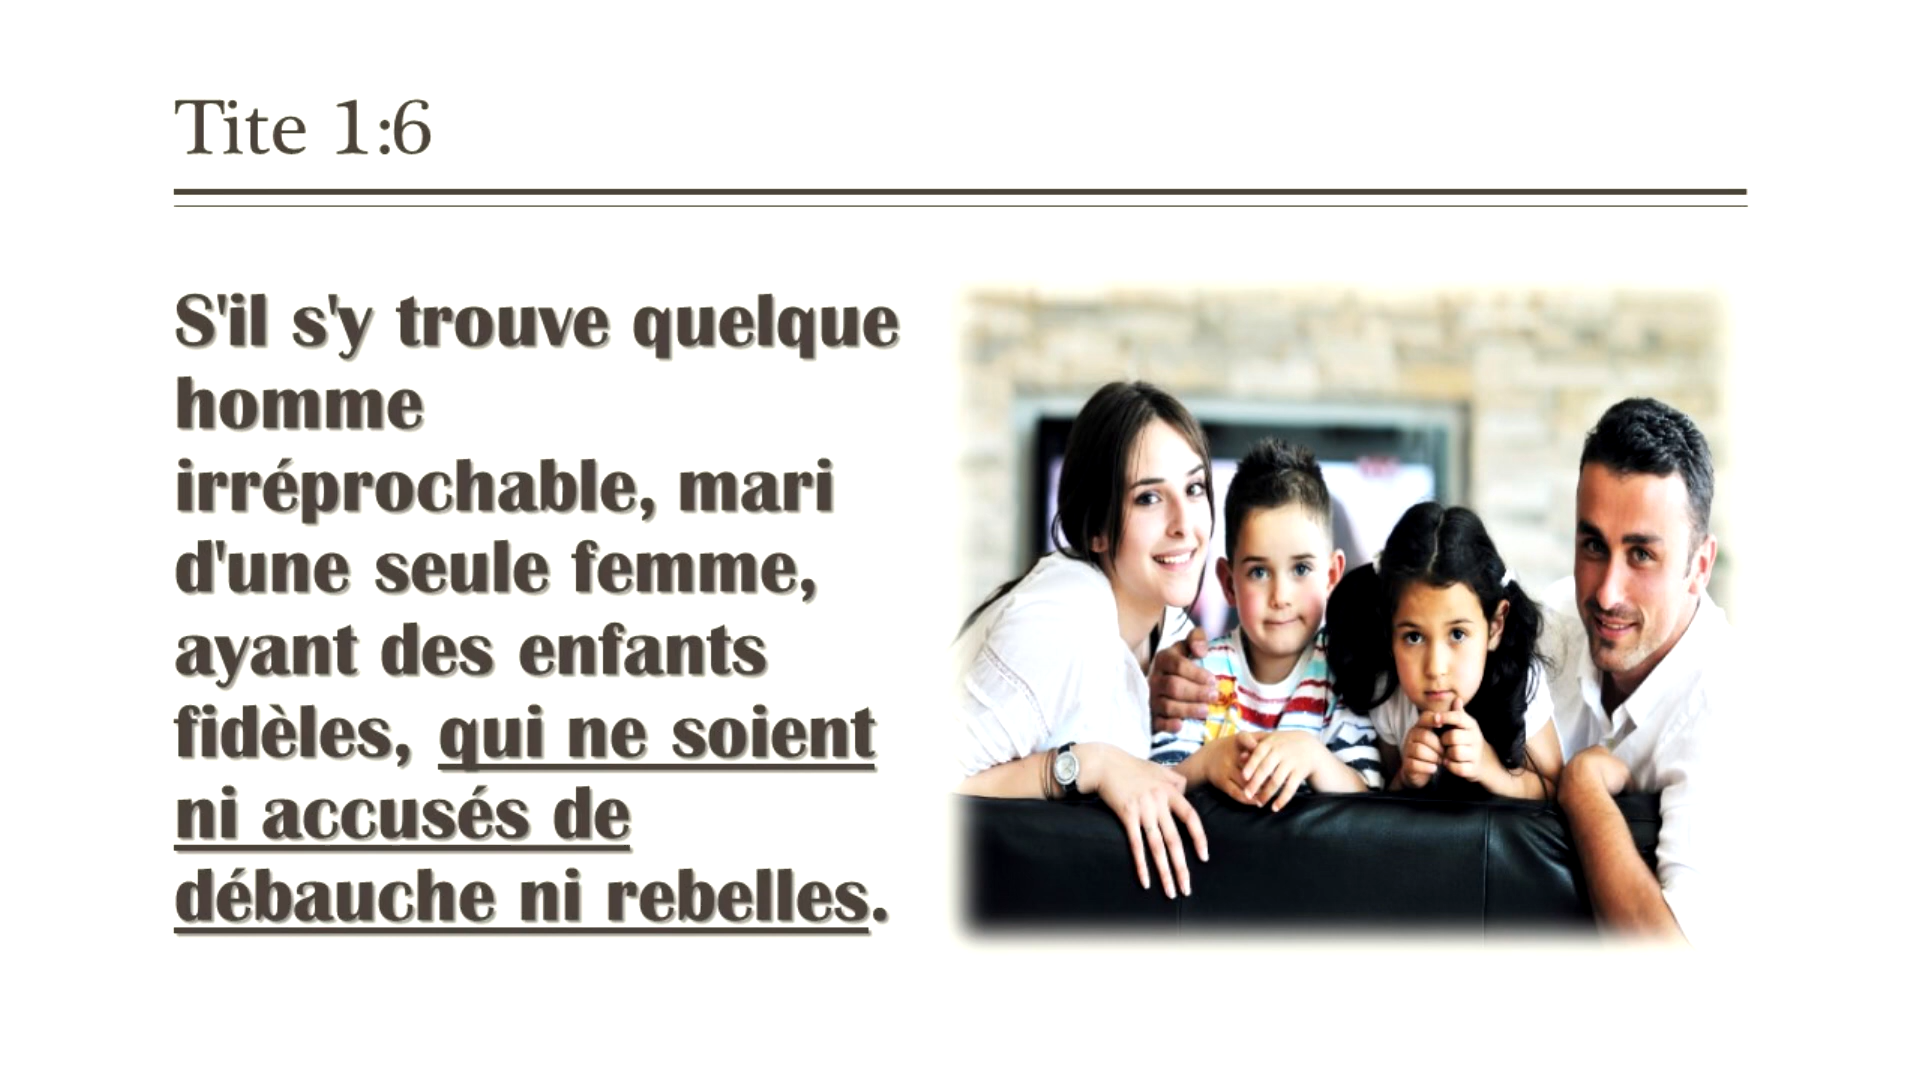 Tite 1:6
S'il s'y trouve quelque
homme
irréprochable, mari
d'une seule femme,
ayant des enfants
fidèles, qui ne soient
ni accusés de
débauche ni rebelles.